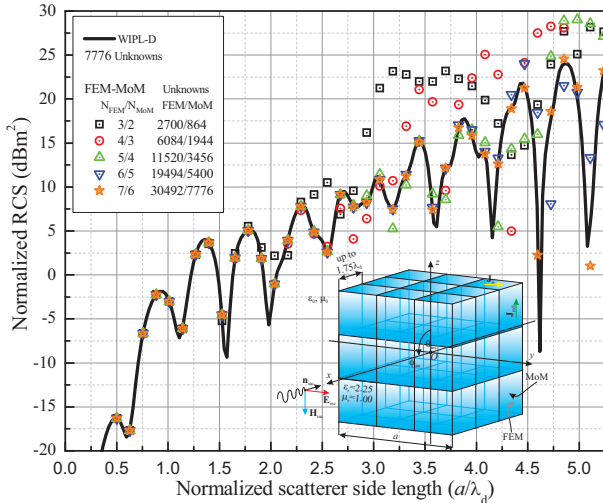 Normalized RCS (dBm²)
30
25
20
15
10
5
0
-5
-10
-15
-20
WIPL-D
7776 Unknowns
FEM-MoM Unknowns
N_FEM/N_MoM FEM/MoM
3/2 2700/864
4/3 6084/1944
5/4 11520/3456
6/5 19494/5400
7/6 30492/7776
up to
1.75λ_d
z
y
x
O
n_inc
E_inc
H_inc
ε_r=2.25
μ_r=1.00
a
MoM
FEM
0.0 0.5 1.0 1.5 2.0 2.5 3.0 3.5 4.0 4.5 5.0
Normalized scatterer side length (a/λ_d)